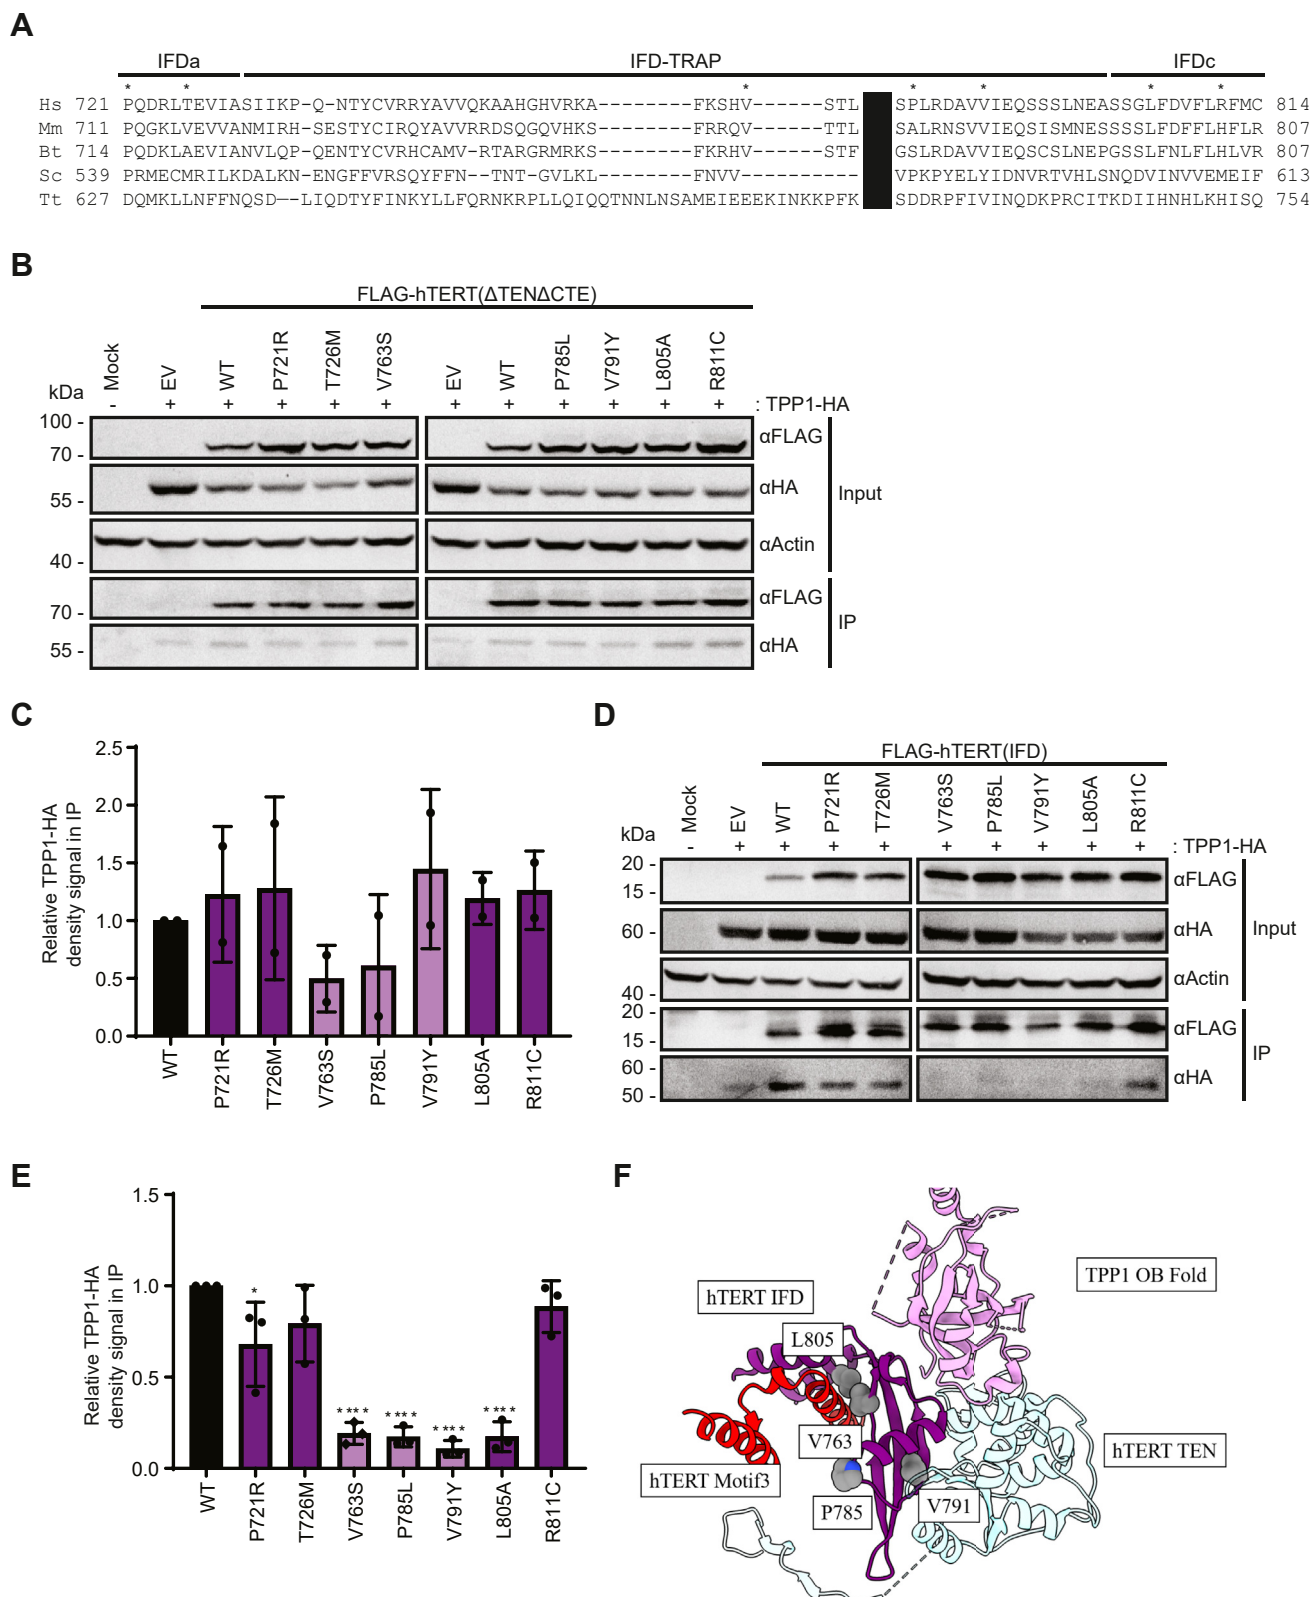 A
IFDa IFD-TRAP IFDc
* * * * * * *
Hs 721 PQDRLTEVIASIIKP-Q-NTYCVRRYAVVQKAAHGHVRKA--------FKSHV-----STL SPLRDAVVIEQSSSLNEASSGLFDVFLRFMC 814
Mm 711 PQGKLVEVVANMIRH-SESTYCIRQYAVVRRDSQGQVHKS--------FRRQV-----TTL SALRNSVVIEQSISMNESSSSLFDFFLHFLR 807
Bt 714 PQDKLAEVIANVLQP-QENTYCVRHCAMV-RTARGRMRKS--------FKRHV-----STF GSLRDAVVIEQSCSLNEPGSSLFNLFLHLVR 807
Sc 539 PRMECMRILKDALKN-ENGFFVRSQYFFN--TNT-GVLKL--------FNVV--------- VPKPYELYIDNVRTVHLSNQDVINVVEMEIF 613
Tt 627 DQMKLLNFFNQSD--LIQDTYFINKYLLFQRNKRPLLQIQQTNNLNSAMEIEEEKINKKPFK SDDRPFIVINQDKPRCITKDIIHNHLKHISQ 754
B
FLAG-hTERT(ΔTENΔCTE)
Mock EV WT P721R T726M V763S EV WT P785L V791Y L805A R811C
kDa
- + + + + + + + + + + + : TPP1-HA
100 -
70 -
αFLAG
55 -
αHA
Input
αActin
40 -
70 -
αFLAG
IP
55 -
αHA
C
Relative TPP1-HA
density signal in IP
2.5
2.0
1.5
1.0
0.5
0.0
WT P721R T726M V763S P785L V791Y L805A R811C
D
FLAG-hTERT(IFD)
Mock EV WT P721R T726M V763S P785L V791Y L805A R811C
kDa
- + + + + + + + + + : TPP1-HA
20 -
15 -
αFLAG
60 -
αHA
Input
αActin
40 -
20 -
15 -
αFLAG
IP
60 -
50 -
αHA
E
Relative TPP1-HA
density signal in IP
1.5
1.0
0.5
0.0
* **** **** **** ****
WT P721R T726M V763S P785L V791Y L805A R811C
F
TPP1 OB Fold
hTERT IFD
L805
V763
hTERT TEN
hTERT Motif3
P785
V791